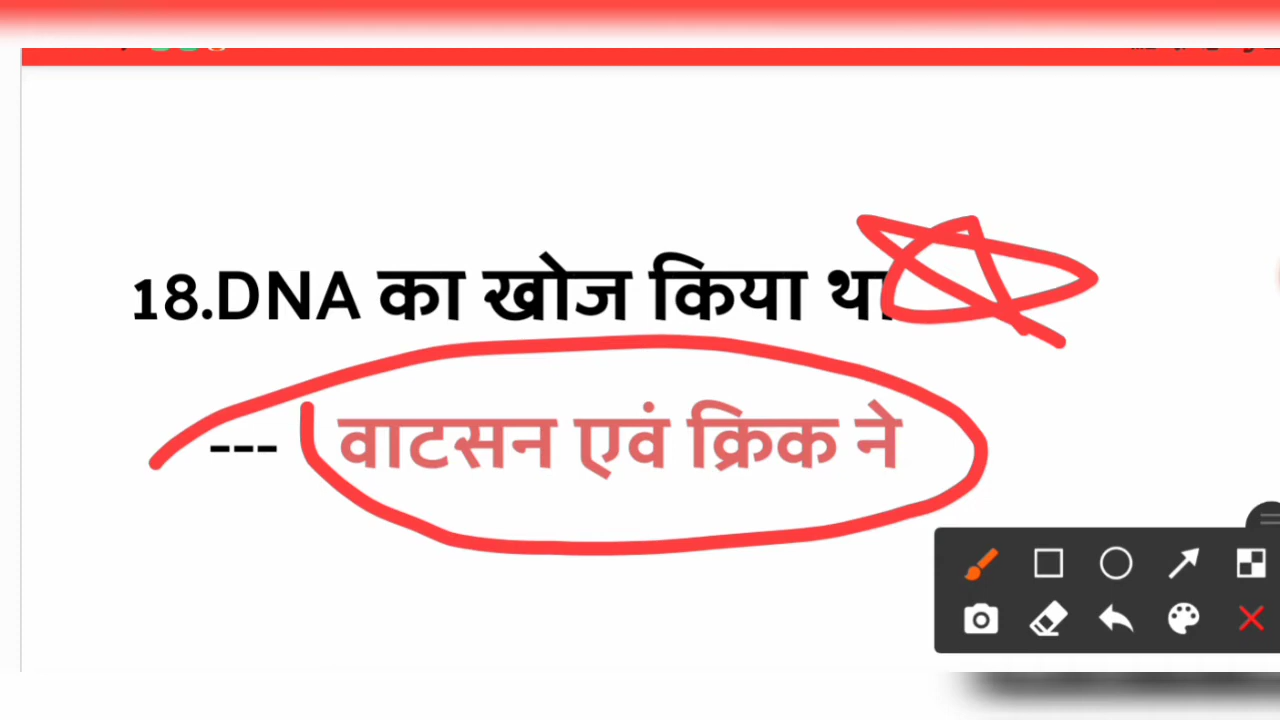 18.DNA का खोज किया था
--- वाटसन एवं क्रिक ने